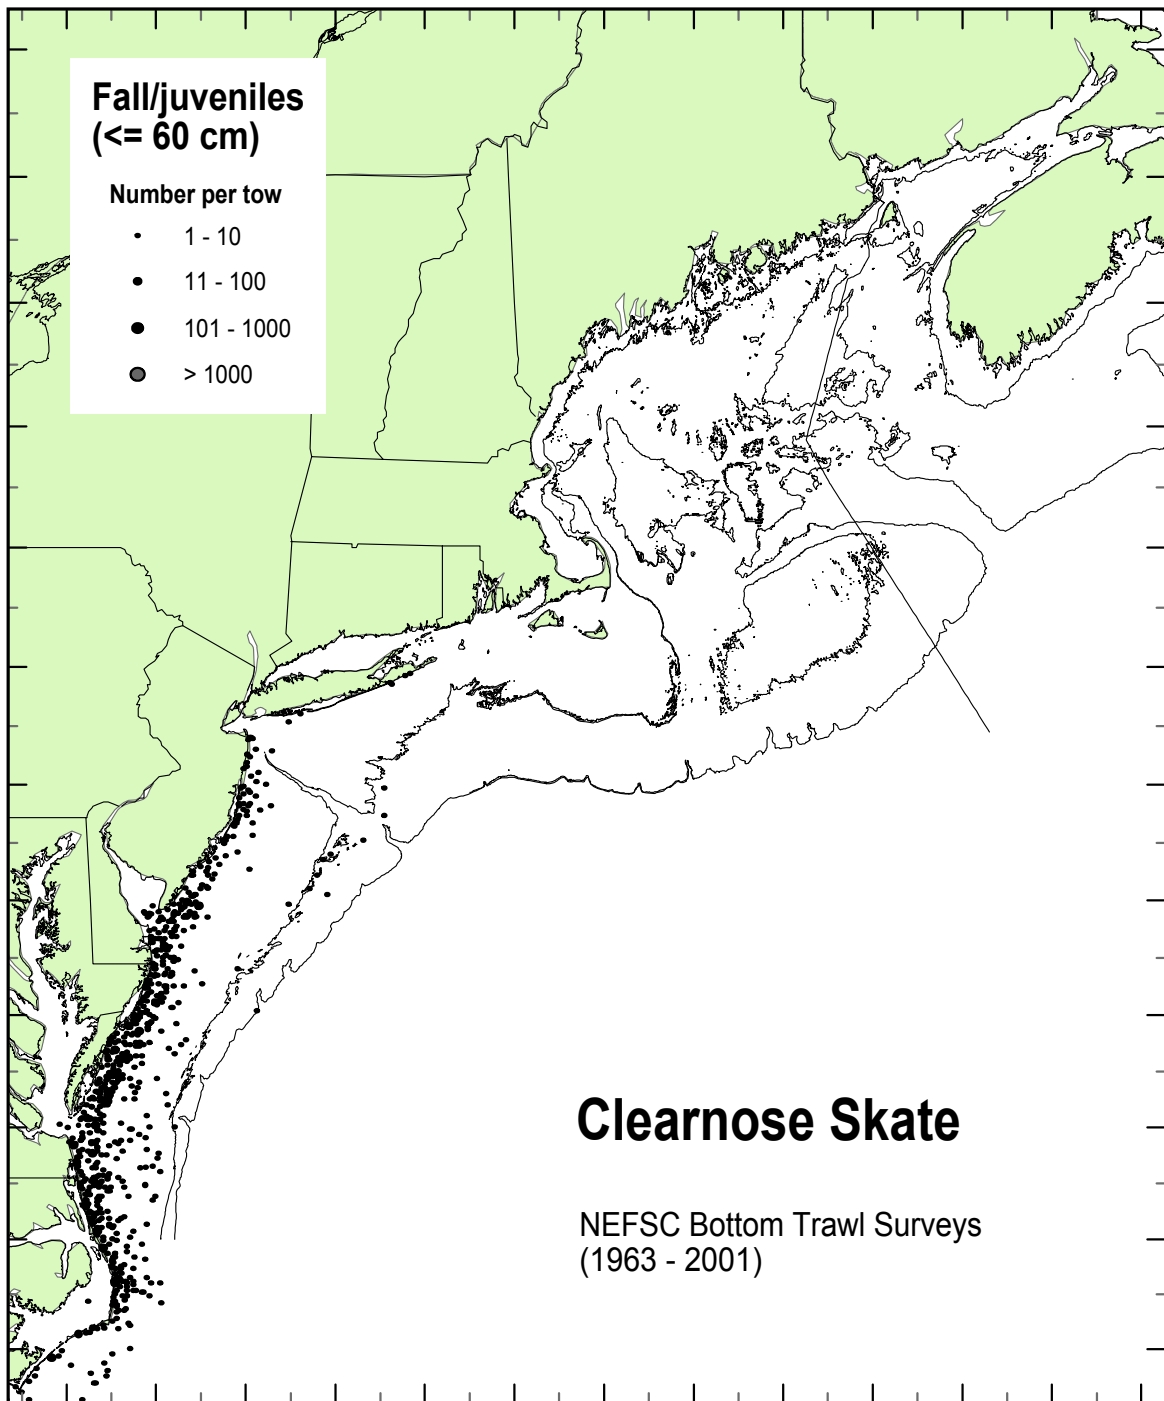 Fall/juveniles
(<= 60 cm)
Number per tow
1 - 10
11 - 100
101 - 1000
> 1000
Clearnose Skate
NEFSC Bottom Trawl Surveys
(1963 - 2001)